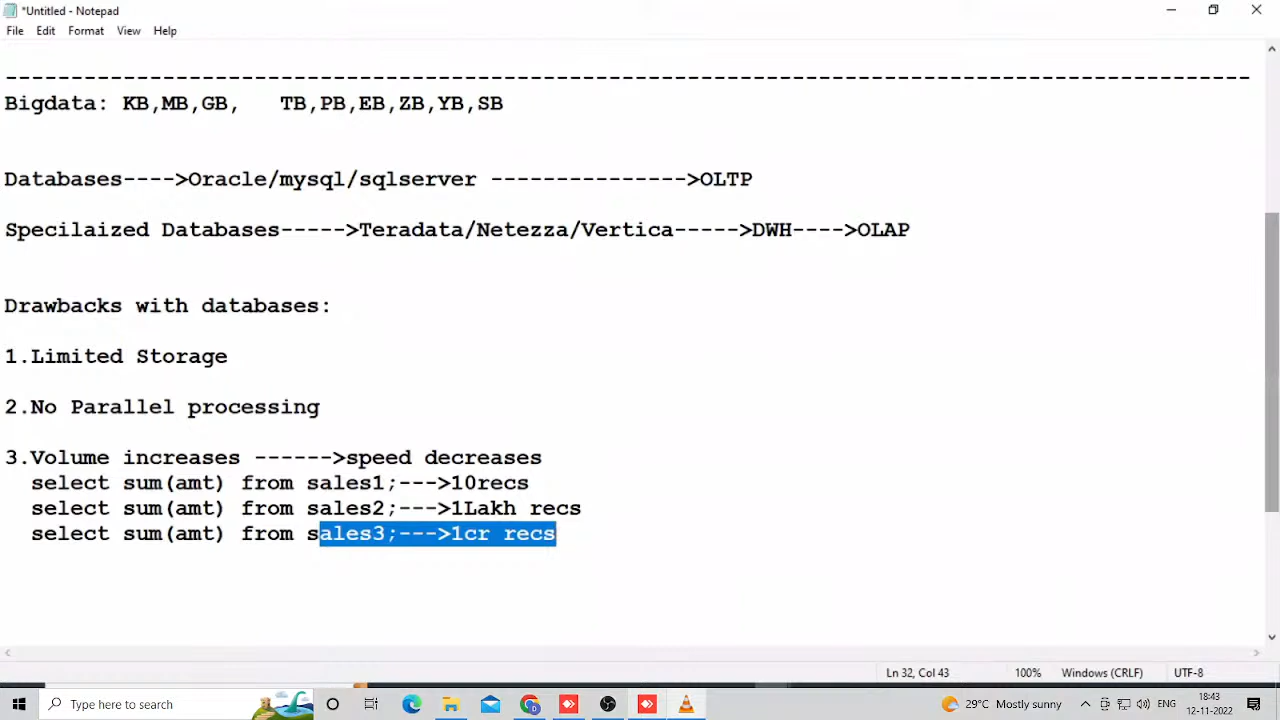 *Untitled - Notepad
File Edit Format View Help
-----------------------------------------------------------------------------------------------
Bigdata: KB,MB,GB,   TB,PB,EB,ZB,YB,SB
Databases---->Oracle/mysql/sqlserver --------------->OLTP
Specilaized Databases----->Teradata/Netezza/Vertica----->DWH---->OLAP
Drawbacks with databases:
1.Limited Storage
2.No Parallel processing
3.Volume increases ------>speed decreases
select sum(amt) from sales1;--->10recs
select sum(amt) from sales2;--->1Lakh recs
select sum(amt) from sales3;--->1cr recs
Ln 32, Col 43 100% Windows (CRLF) UTF-8
Type here to search 29°C Mostly sunny ENG 18:43
12-11-2022